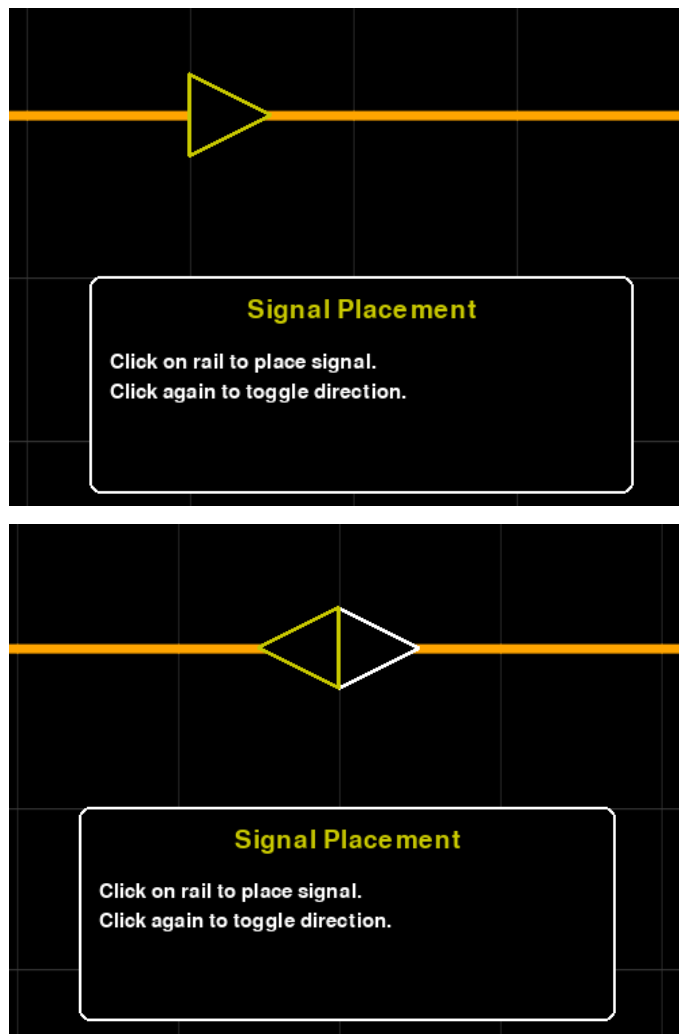 Signal Placement
Click on rail to place signal.
Click again to toggle direction.
Signal Placement
Click on rail to place signal.
Click again to toggle direction.